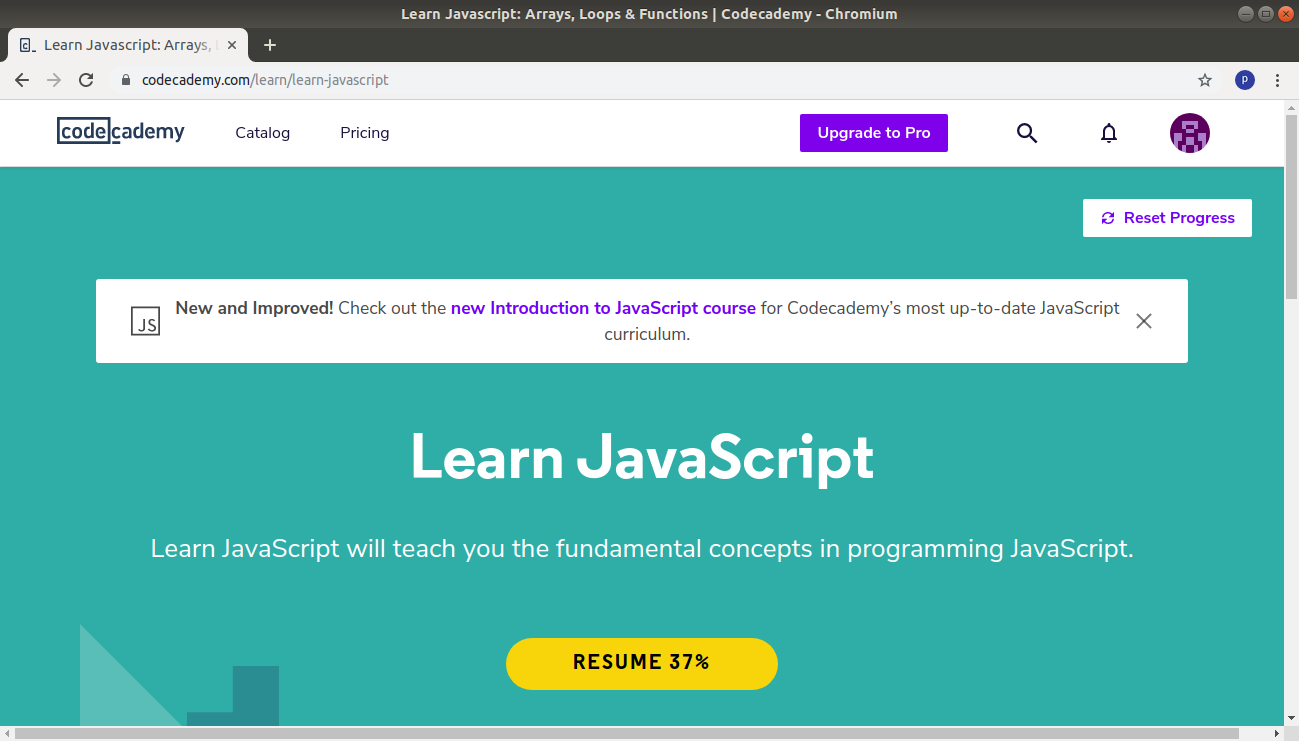 Learn Javascript: Arrays, Loops & Functions | Codecademy - Chromium
c_ Learn Javascript: Arrays,
codecademy.com/learn/learn-javascript
P
codecademy
Catalog
Pricing
Upgrade to Pro
Reset Progress
JS
New and Improved! Check out the new Introduction to JavaScript course for Codecademy’s most up-to-date JavaScript
curriculum.
Learn JavaScript
Learn JavaScript will teach you the fundamental concepts in programming JavaScript.
RESUME 37%